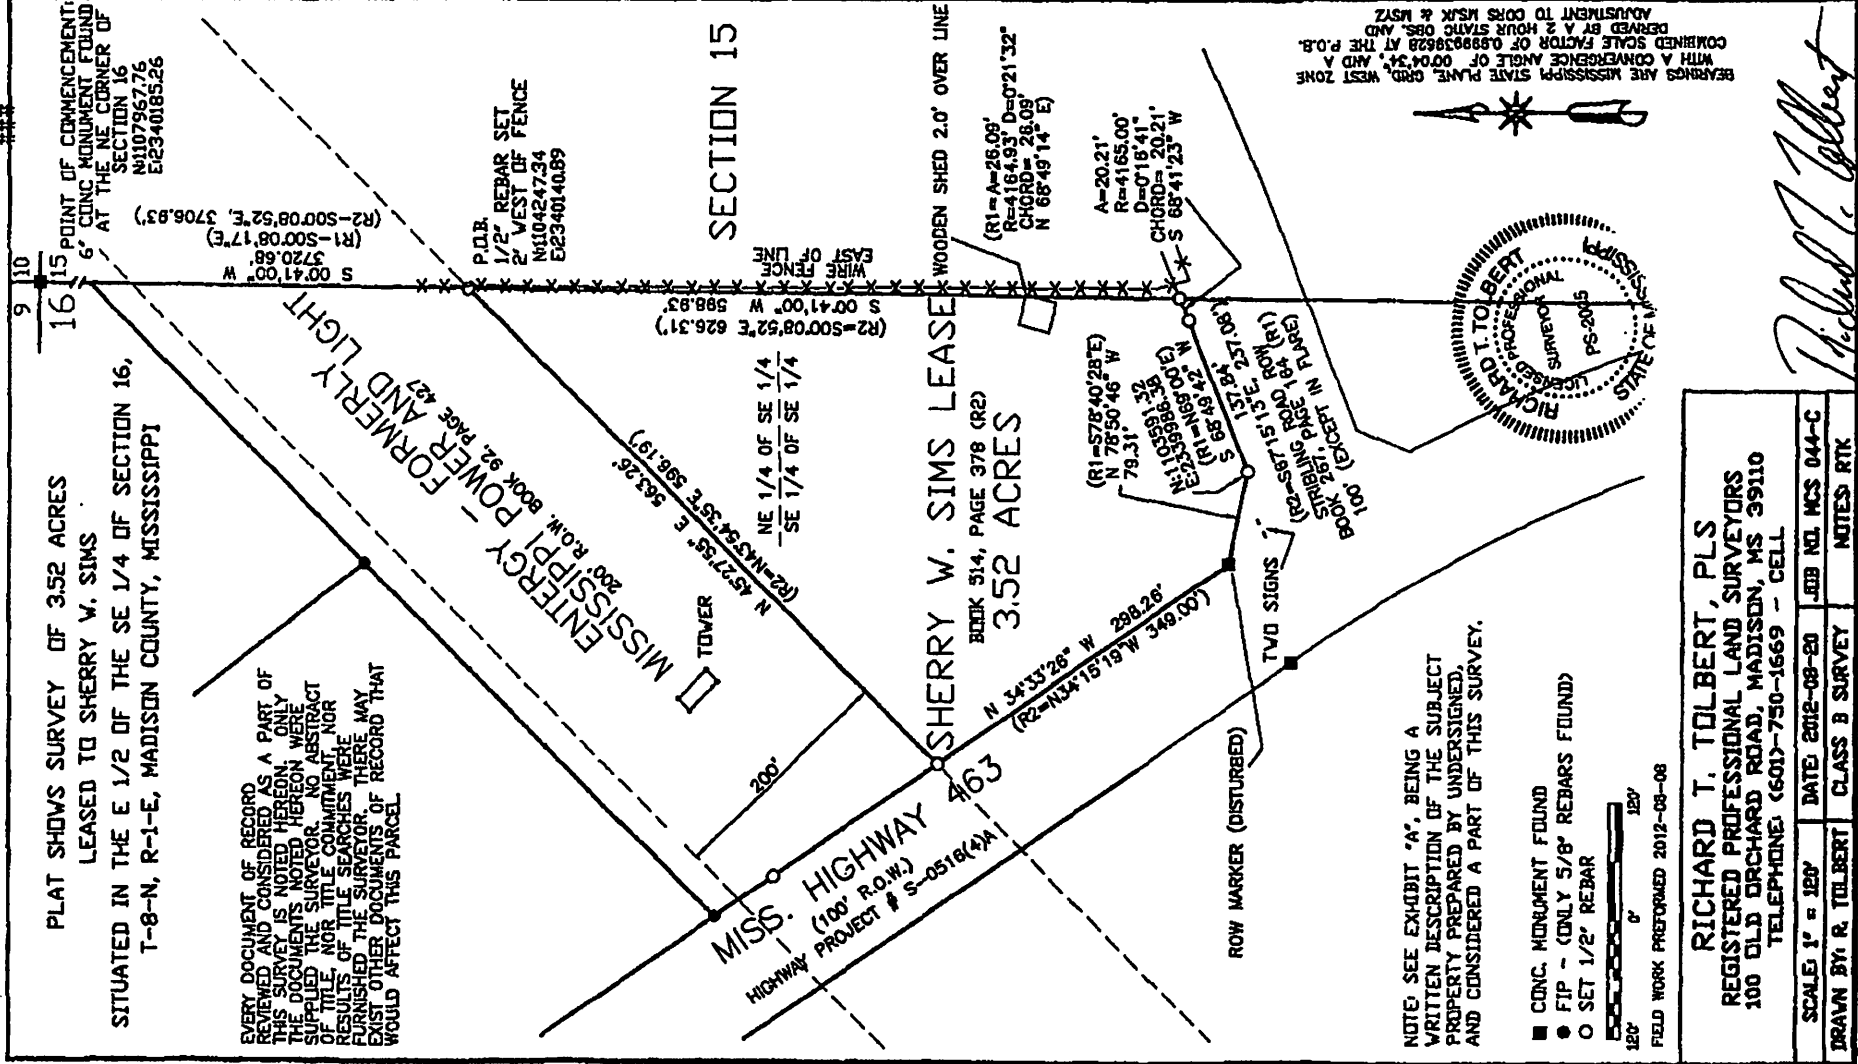 PLAT SHOWS SURVEY OF 3.52 ACRES
LEASED TO SHERRY W. SIMS
SITUATED IN THE E 1/2 OF THE SE 1/4 OF SECTION 16,
T-8-N, R-1-E, MADISON COUNTY, MISSISSIPPI
9 10
16 15
POINT OF COMMENCEMENT:
6" CONC MONUMENT FOUND
AT THE NE CORNER OF
SECTION 16
N:1107967.76
E:2340185.26
S 00°41'00" W
3720.68'
(R1-S00°08'17"E)
(R2-S00°08'52"E, 3706.93')
EVERY DOCUMENT OF RECORD
REVIEWED AND CONSIDERED AS A PART OF
THIS SURVEY IS NOTED HEREON. ONLY
THE DOCUMENTS NOTED HEREON WERE
SUPPLIED THE SURVEYOR. NO ABSTRACT
OF TITLE, NOR TITLE COMMITMENT, NOR
RESULTS OF TITLE SEARCHES WERE
FURNISHED THE SURVEYOR. THERE MAY
EXIST OTHER DOCUMENTS OF RECORD THAT
WOULD AFFECT THIS PARCEL
ENTERGY - FORMERLY
MISSISSIPPI POWER AND LIGHT
200' R.O.W. BOOK 92, PAGE 427
P.O.B.
1/2" REBAR SET
2' WEST OF FENCE
N:1104247.34
E:2340140.89
SECTION 15
WIRE FENCE
EAST OF LINE
S 00°41'00" W 598.93'
(R2=S00°08'52"E 626.31')
N 45°27'55" E 563.26'
(R2=N43°54'35"E 596.19')
NE 1/4 OF SE 1/4
SE 1/4 OF SE 1/4
TOWER
200'
SHERRY W. SIMS LEASE
BOOK 514, PAGE 378 (R2)
3.52 ACRES
WOODEN SHED 2.0' OVER LINE
(R1=A=26.09'
R=4164.93' D=0°21'32"
CHORD= 26.09'
N 68°49'14" E)
A=20.21'
R=4165.00'
D=0°16'41"
CHORD= 20.21'
S 68°41'23" W
(R1=S78°40'28"E)
N 78°50'46" W
79.31'
N:1103591.32
E:2339986.38
(R1=N69°00'E)
S 68°49'42" W
137.84'
(R2=S67°15'13"E 237.08')
STRIBLING ROAD ROW
BOOK 267, PAGE 164 (R1)
100' (EXCEPT IN FLARE)
N 34°33'26" W 298.26'
(R2=N34°15'19"W 349.00')
MISS. HIGHWAY 463
(100' R.O.W.)
HIGHWAY PROJECT # S-0516(4)A
ROW MARKER (DISTURBED)
TWO SIGNS
BEARINGS ARE MISSISSIPPI STATE PLANE, GRID, WEST ZONE
WITH A CONVERGENCE ANGLE OF 00°04'34", AND A
COMBINED SCALE FACTOR OF 0.99993628 AT THE P.O.B.
DERIVED BY A 2 HOUR STATIC OBS. AND
ADJUSTMENT TO CORS MSJK & MSYZ
RICHARD T. TOLBERT
LICENSED PROFESSIONAL
SURVEYOR
PS-2005
STATE OF MISSISSIPPI
Richard T. Tolbert
NOTE: SEE EXHIBIT "A", BEING A
WRITTEN DESCRIPTION OF THE SUBJECT
PROPERTY PREPARED BY UNDERSIGNED,
AND CONSIDERED A PART OF THIS SURVEY.
■ CONC. MONUMENT FOUND
● FIP - (ONLY 5/8" REBARS FOUND)
○ SET 1/2" REBAR
120' 0' 120'
FIELD WORK PREFORMED 2012-08-08
RICHARD T. TOLBERT, PLS
REGISTERED PROFESSIONAL LAND SURVEYORS
100 OLD ORCHARD ROAD, MADISON, MS 39110
TELEPHONE: (601)-750-1669 - CELL
SCALE: 1" = 120' DATE: 2012-08-20 JOB NO. MCS 044-C
DRAWN BY: R. TOLBERT CLASS B SURVEY NOTES: RTK